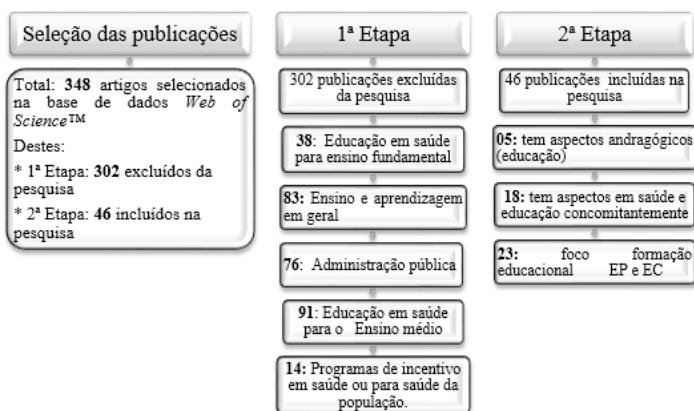 Seleção das publicações
Total: 348 artigos selecionados
na base de dados Web of
Science™
Destes:
* 1ª Etapa: 302 excluídos da
pesquisa
* 2ª Etapa: 46 incluídos na
pesquisa
1ª Etapa
302 publicações excluídas
da pesquisa
38: Educação em saúde
para ensino fundamental
83: Ensino e aprendizagem
em geral
76: Administração pública
91: Educação em saúde
para o Ensino médio
14: Programas de incentivo
em saúde ou para saúde da
população.
2ª Etapa
46 publicações incluídas na
pesquisa
05: tem aspectos andragógicos
(educação)
18: tem aspectos em saúde e
educação concomitantemente
23: foco formação
educacional EP e EC